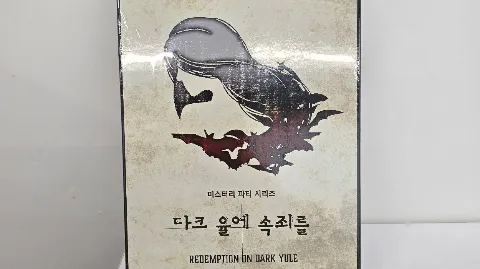 미스터리 파티 시리즈
다크 율에 속죄를
REDEMPTION ON DARK YULE